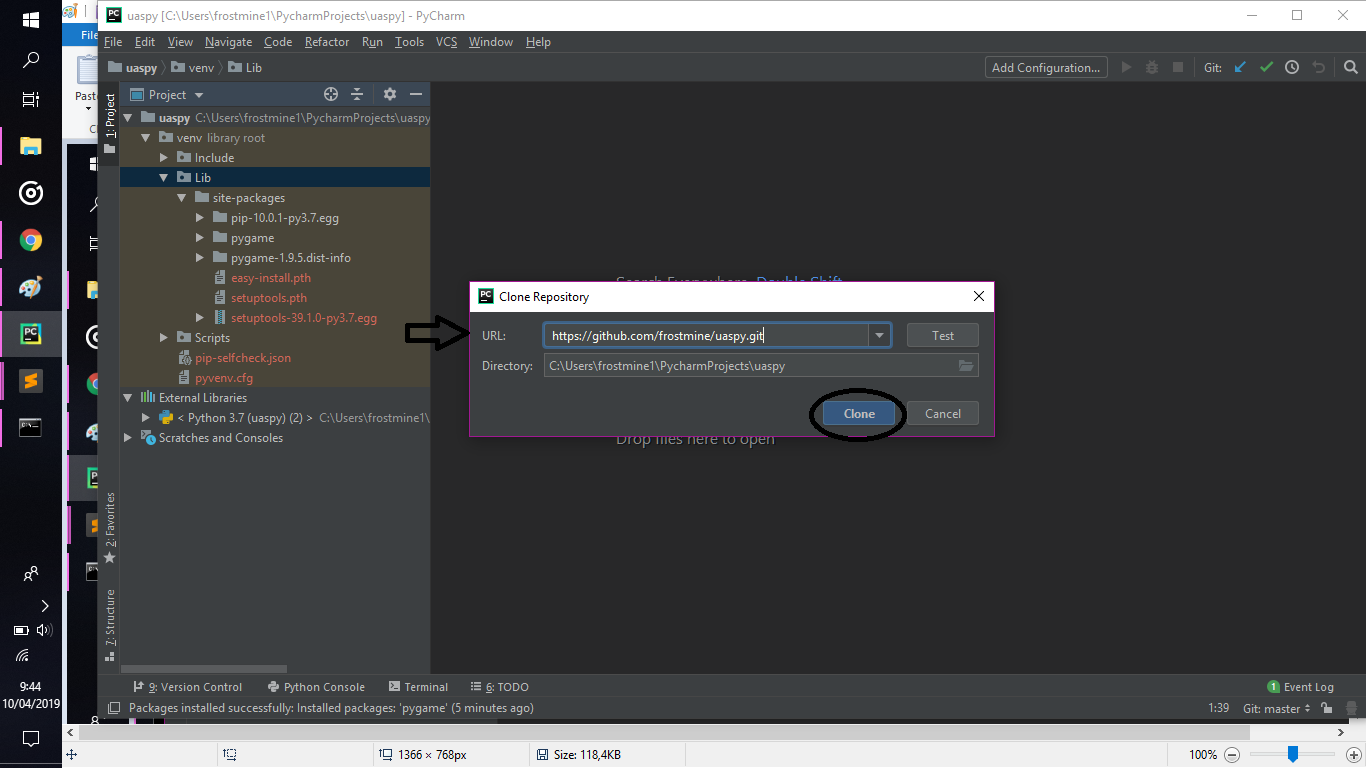 uaspy [C:\Users\frostmine1\PycharmProjects\uaspy] - PyCharm
File
File Edit View Navigate Code Refactor Run Tools VCS Window Help
uaspy venv Lib
Add Configuration...
Git:
Project
1: Project
uaspy C:\Users\frostmine1\PycharmProjects\uaspy
venv library root
Include
Lib
site-packages
pip-10.0.1-py3.7.egg
pygame
pygame-1.9.5.dist-info
easy-install.pth
setuptools.pth
setuptools-39.1.0-py3.7.egg
Scripts
pip-selfcheck.json
pyvenv.cfg
External Libraries
< Python 3.7 (uaspy) (2) > C:\Users\frostmine1\
Scratches and Consoles
Double Shift
Clone Repository
URL: https://github.com/frostmine/uaspy.git Test
Directory: C:\Users\frostmine1\PycharmProjects\uaspy
Clone Cancel
Drop files here to open
2: Favorites
7: Structure
9: Version Control Python Console Terminal 6: TODO
1 Event Log
Packages installed successfully: Installed packages: 'pygame' (5 minutes ago)
1:39 Git: master
9:44
10/04/2019
1366 × 768px
Size: 118,4KB
100%